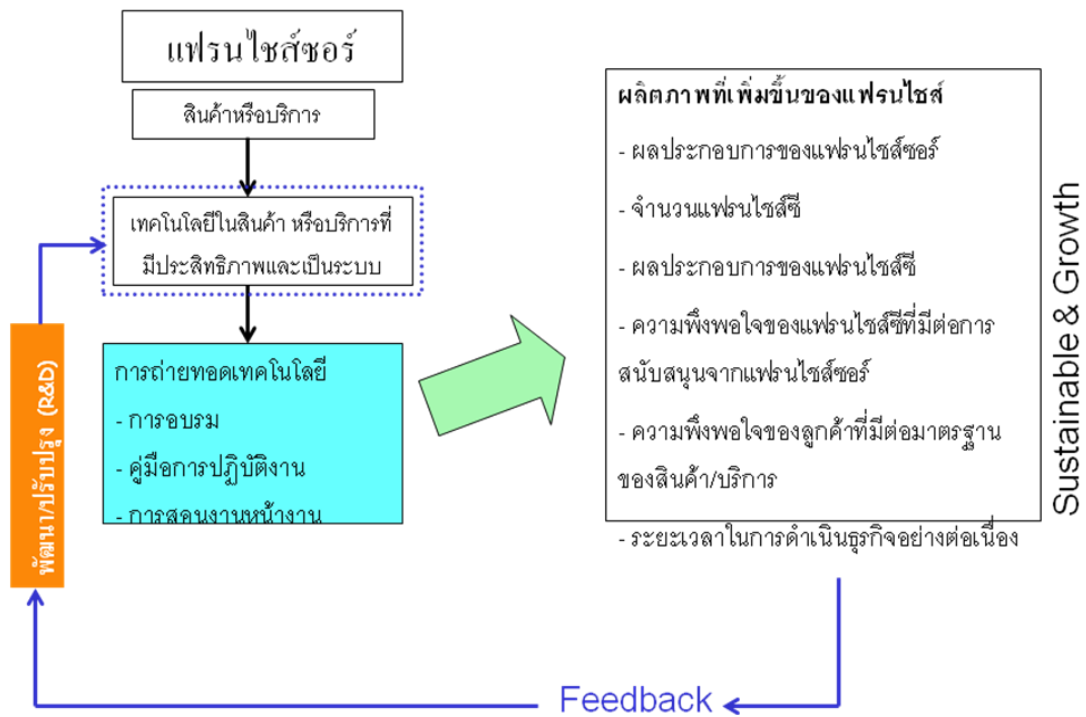 แฟรนไชส์ซอร์
สินค้าหรือบริการ
เทคโนโลยีในสินค้า หรือบริการที่
มีประสิทธิภาพและเป็นระบบ
การถ่ายทอดเทคโนโลยี
- การอบรม
- คู่มือการปฏิบัติงาน
- การสอนงานหน้างาน
พัฒนา/ปรับปรุง (R&D)
ผลิตภาพที่เพิ่มขึ้นของแฟรนไชส์
- ผลประกอบการของแฟรนไชส์ซอร์
- จำนวนแฟรนไชส์ซี
- ผลประกอบการของแฟรนไชส์ซี
- ความพึงพอใจของแฟรนไชส์ซีที่มีต่อการ
สนับสนุนจากแฟรนไชส์ซอร์
- ความพึงพอใจของลูกค้าที่มีต่อมาตรฐาน
ของสินค้า/บริการ
- ระยะเวลาในการดำเนินธุรกิจอย่างต่อเนื่อง
Sustainable & Growth
Feedback